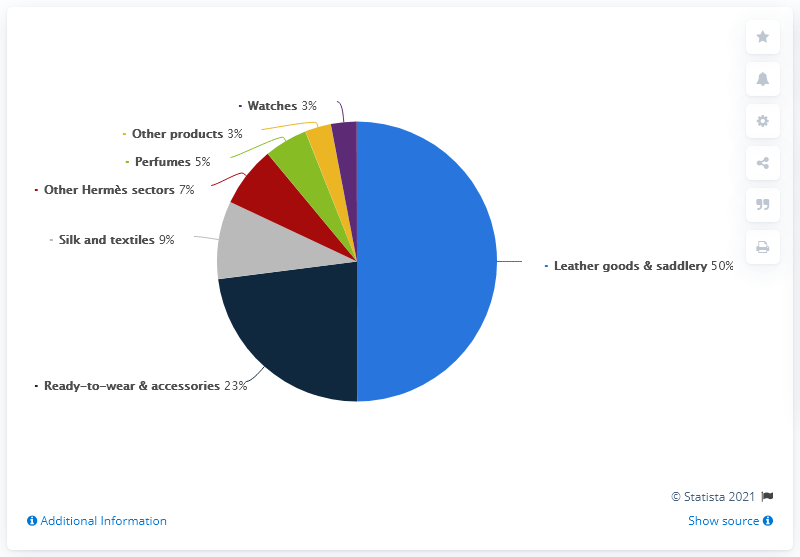 Watches 3%
Other products 3%
Perfumes 5%
Other Hermès sectors 7%
Silk and textiles 9%
Leather goods & saddlery 50%
Ready-to-wear & accessories 23%
© Statista 2021
Additional Information
Show source